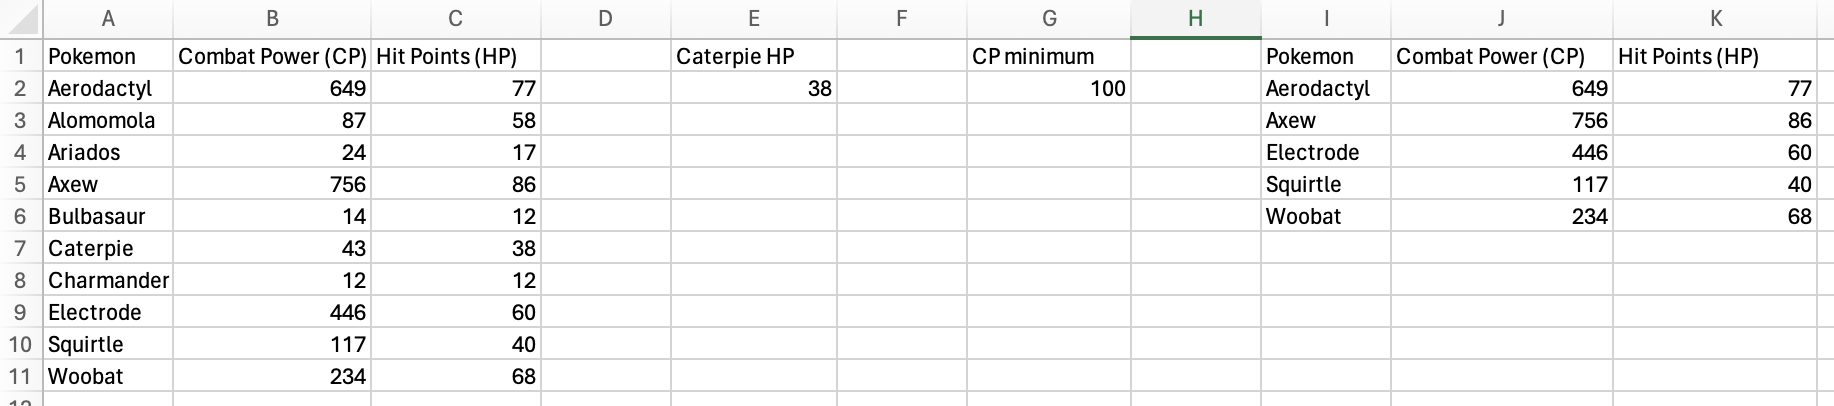 A B C D E F G H I J K
1 Pokemon Combat Power (CP) Hit Points (HP) Caterpie HP CP minimum Pokemon Combat Power (CP) Hit Points (HP)
2 Aerodactyl 649 77 38 100 Aerodactyl 649 77
3 Alomomola 87 58 Axew 756 86
4 Ariados 24 17 Electrode 446 60
5 Axew 756 86 Squirtle 117 40
6 Bulbasaur 14 12 Woobat 234 68
7 Caterpie 43 38
8 Charmander 12 12
9 Electrode 446 60
10 Squirtle 117 40
11 Woobat 234 68